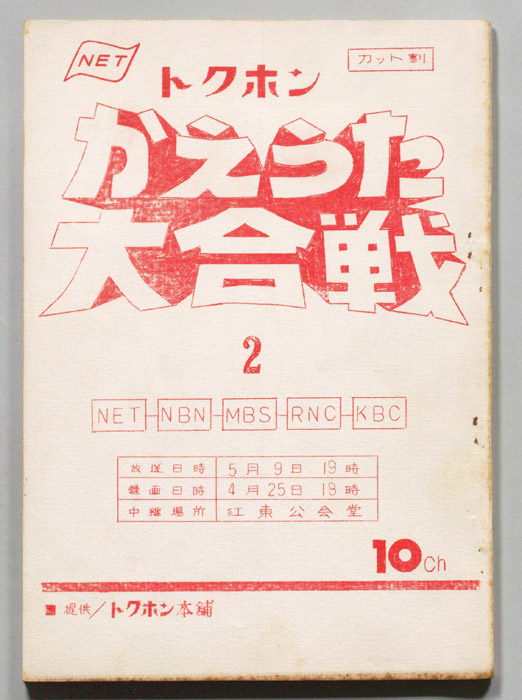 NET
カット割
トクホン
かえうた
大合戦
2
NET-NBN-MBS-RNC-KBC
放送日時 5月9日 19時
録画日時 4月25日 18時
中継場所 江東公会堂
10Ch
提供/トクホン本舗